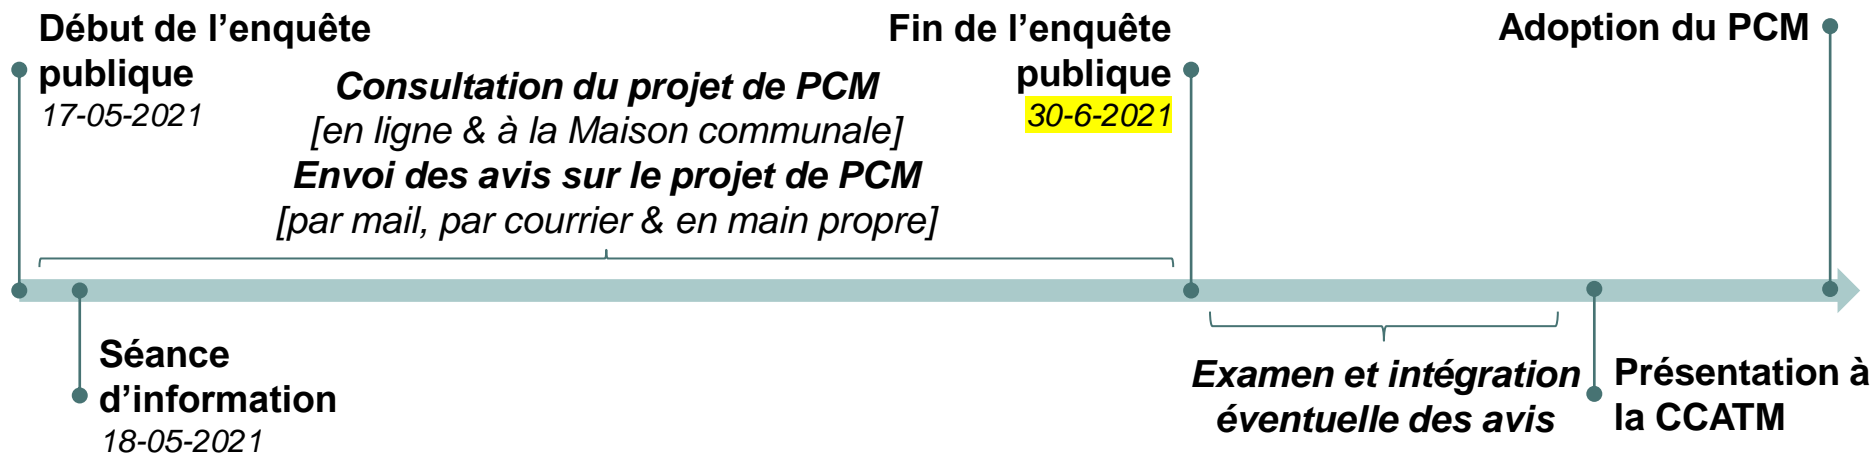 Début de l’enquête
publique
17-05-2021
Consultation du projet de PCM
[en ligne & à la Maison communale]
Envoi des avis sur le projet de PCM
[par mail, par courrier & en main propre]
Fin de l’enquête
publique
30-6-2021
Adoption du PCM
Séance
d’information
18-05-2021
Examen et intégration
éventuelle des avis
Présentation à
la CCATM